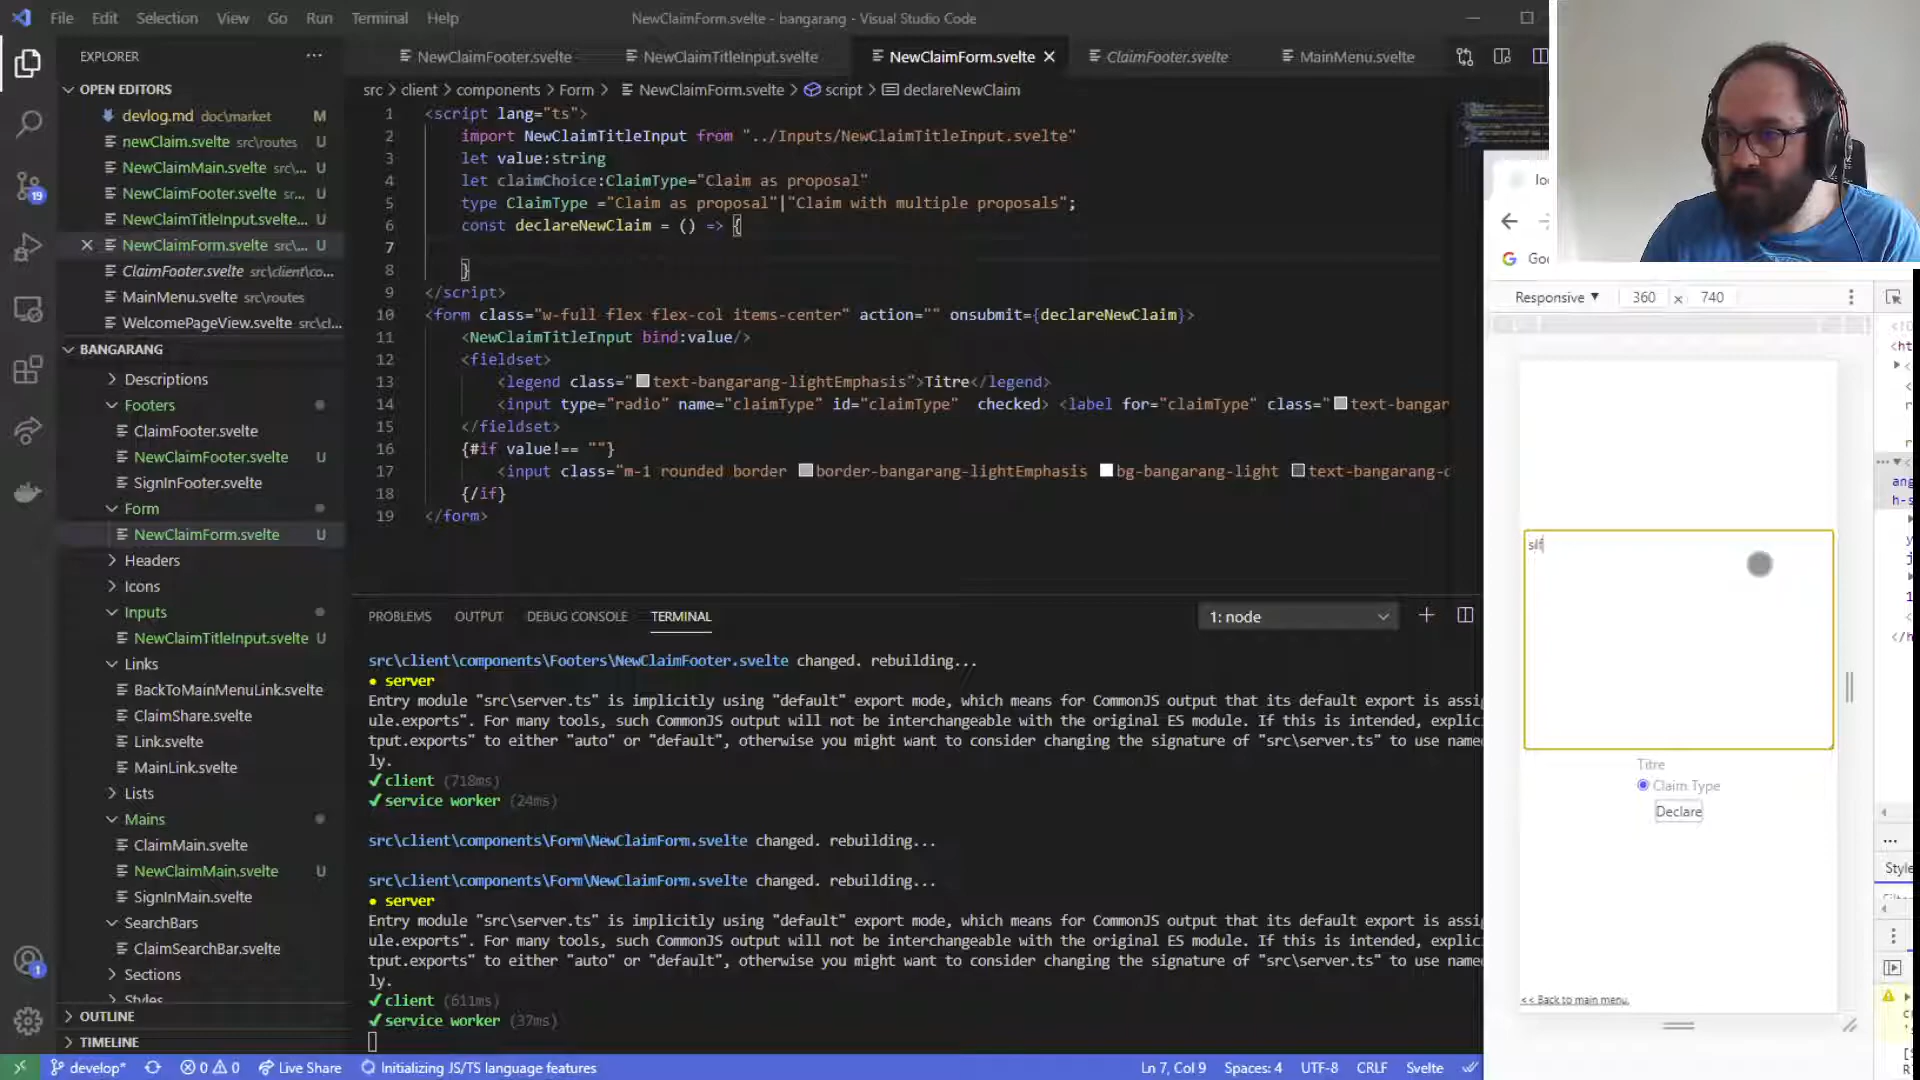 File Edit Selection View Go Run Terminal Help
NewClaimForm.svelte - bangarang - Visual Studio Code
EXPLORER
OPEN EDITORS
devlog.md doc\market M
newClaim.svelte src\routes U
NewClaimMain.svelte src\... U
NewClaimFooter.svelte src\... U
NewClaimTitleInput.svelte... U
NewClaimForm.svelte src\... U
ClaimFooter.svelte src\client\co...
MainMenu.svelte src\routes
WelcomePageView.svelte src\cl...
BANGARANG
Descriptions
Footers
ClaimFooter.svelte
NewClaimFooter.svelte U
SignInFooter.svelte
Form
NewClaimForm.svelte U
Headers
Icons
Inputs
NewClaimTitleInput.svelte U
Links
BackToMainMenuLink.svelte
ClaimShare.svelte
Link.svelte
MainLink.svelte
Lists
Mains
ClaimMain.svelte
NewClaimMain.svelte U
SignInMain.svelte
SearchBars
ClaimSearchBar.svelte
Sections
Styles
OUTLINE
TIMELINE
19
1
NewClaimFooter.svelte NewClaimTitleInput.svelte NewClaimForm.svelte ClaimFooter.svelte MainMenu.svelte
src > client > components > Form > NewClaimForm.svelte > script > declareNewClaim
1 <script lang="ts">
2 import NewClaimTitleInput from "../Inputs/NewClaimTitleInput.svelte"
3 let value:string
4 let claimChoice:ClaimType="Claim as proposal"
5 type ClaimType ="Claim as proposal"|"Claim with multiple proposals";
6 const declareNewClaim = () => {
7
8 }
9 </script>
10 <form class="w-full flex flex-col items-center" action="" onsubmit={declareNewClaim}>
11 <NewClaimTitleInput bind:value/>
12 <fieldset>
13 <legend class="text-bangarang-lightEmphasis">Titre</legend>
14 <input type="radio" name="claimType" id="claimType" checked> <label for="claimType" class="text-bangar
15 </fieldset>
16 {#if value!== ""}
17 <input class="m-1 rounded border border-bangarang-lightEmphasis bg-bangarang-light text-bangarang-
18 {/if}
19 </form>
PROBLEMS OUTPUT DEBUG CONSOLE TERMINAL
1: node
src\client\components\Footers\NewClaimFooter.svelte changed. rebuilding...
• server
Entry module "src\server.ts" is implicitly using "default" export mode, which means for CommonJS output that its default export is assi
ule.exports". For many tools, such CommonJS output will not be interchangeable with the original ES module. If this is intended, explic
tput.exports" to either "auto" or "default", otherwise you might want to consider changing the signature of "src\server.ts" to use name
ly.
✔client (718ms)
✔service worker (24ms)
src\client\components\Form\NewClaimForm.svelte changed. rebuilding...
src\client\components\Form\NewClaimForm.svelte changed. rebuilding...
• server
Entry module "src\server.ts" is implicitly using "default" export mode, which means for CommonJS output that its default export is assi
ule.exports". For many tools, such CommonJS output will not be interchangeable with the original ES module. If this is intended, explic
tput.exports" to either "auto" or "default", otherwise you might want to consider changing the signature of "src\server.ts" to use name
ly.
✔client (611ms)
✔service worker (37ms)
develop* 0 0 Live Share Initializing JS/TS language features
Ln 7, Col 9 Spaces: 4 UTF-8 CRLF Svelte
Goo
Responsive 360 x 740
Titre
Claim Type
Declare
<< Back to main menu.
Style